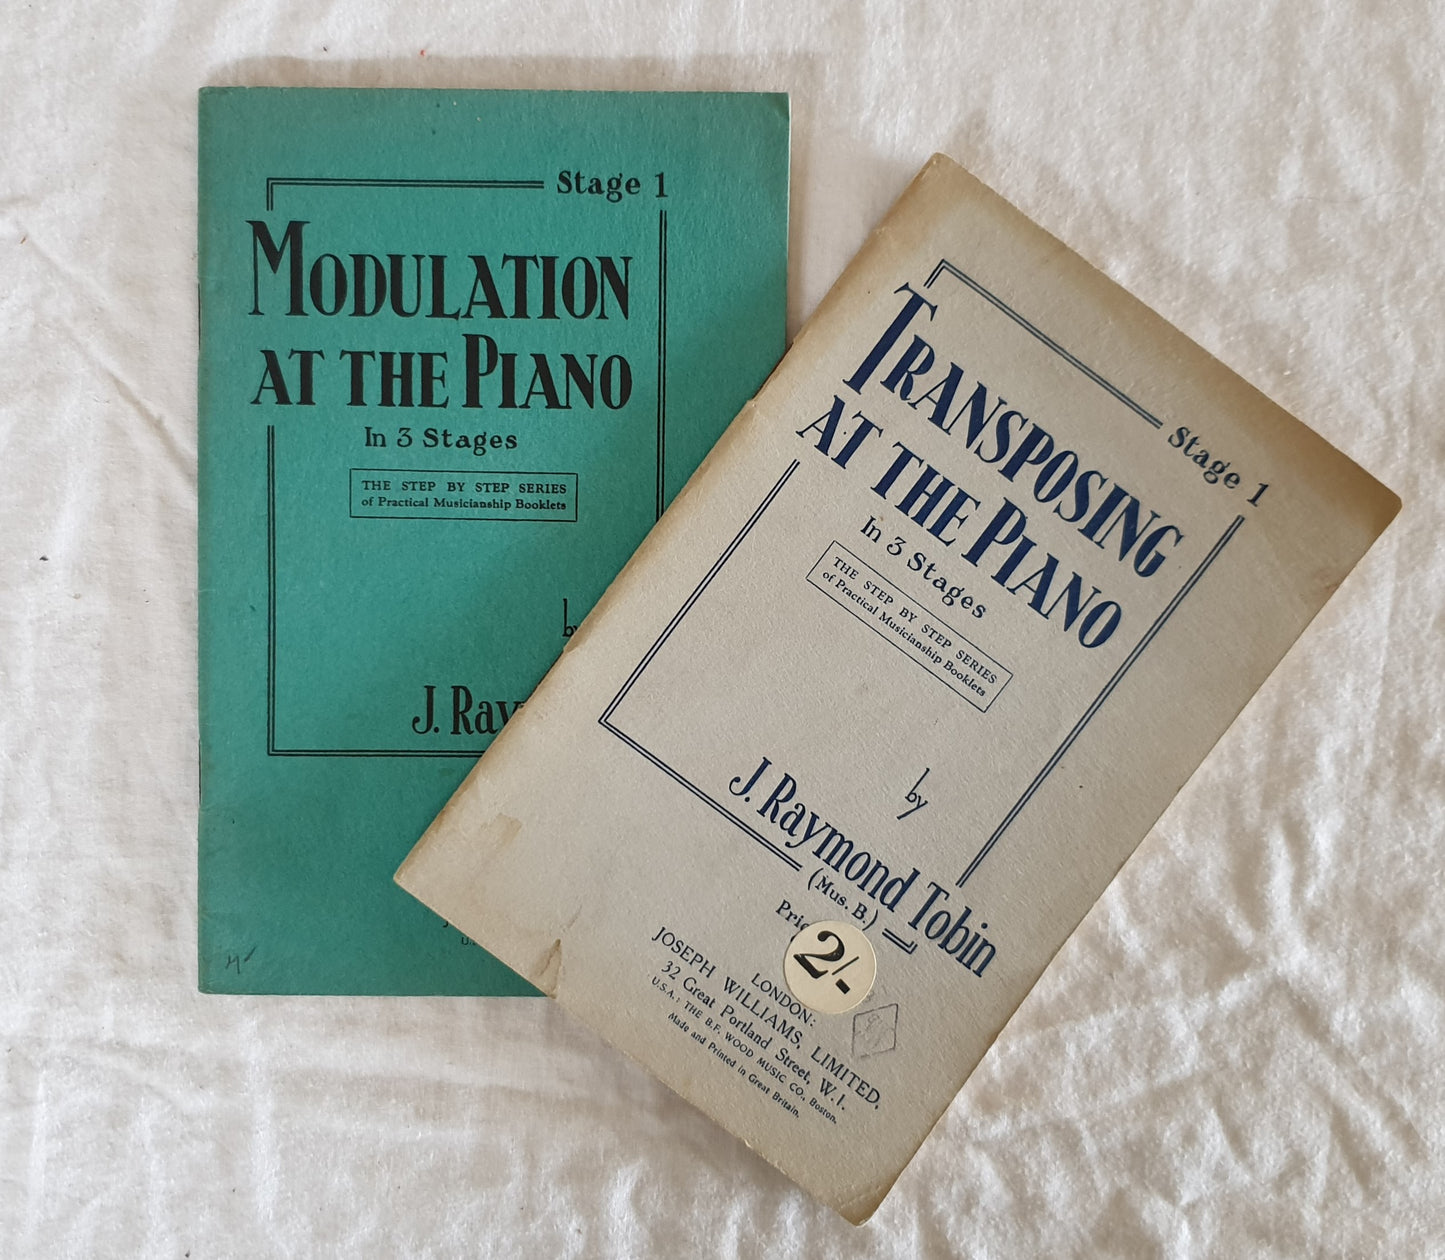 Stage 1
MODULATION
AT THE PIANO
In 3 Stages
THE STEP BY STEP SERIES
of Practical Musicianship Booklets
by
J. Ray
Stage 1
TRANSPOSING
AT THE PIANO
In 3 Stages
THE STEP BY STEP SERIES
of Practical Musicianship Booklets
by
J. Raymond Tobin
(Mus. B.)
Pric
2/-
LONDON:
JOSEPH WILLIAMS, LIMITED,
32 Great Portland Street, W.1.
U.S.A.: THE B.F. WOOD MUSIC CO., Boston.
Made and Printed in Great Britain.